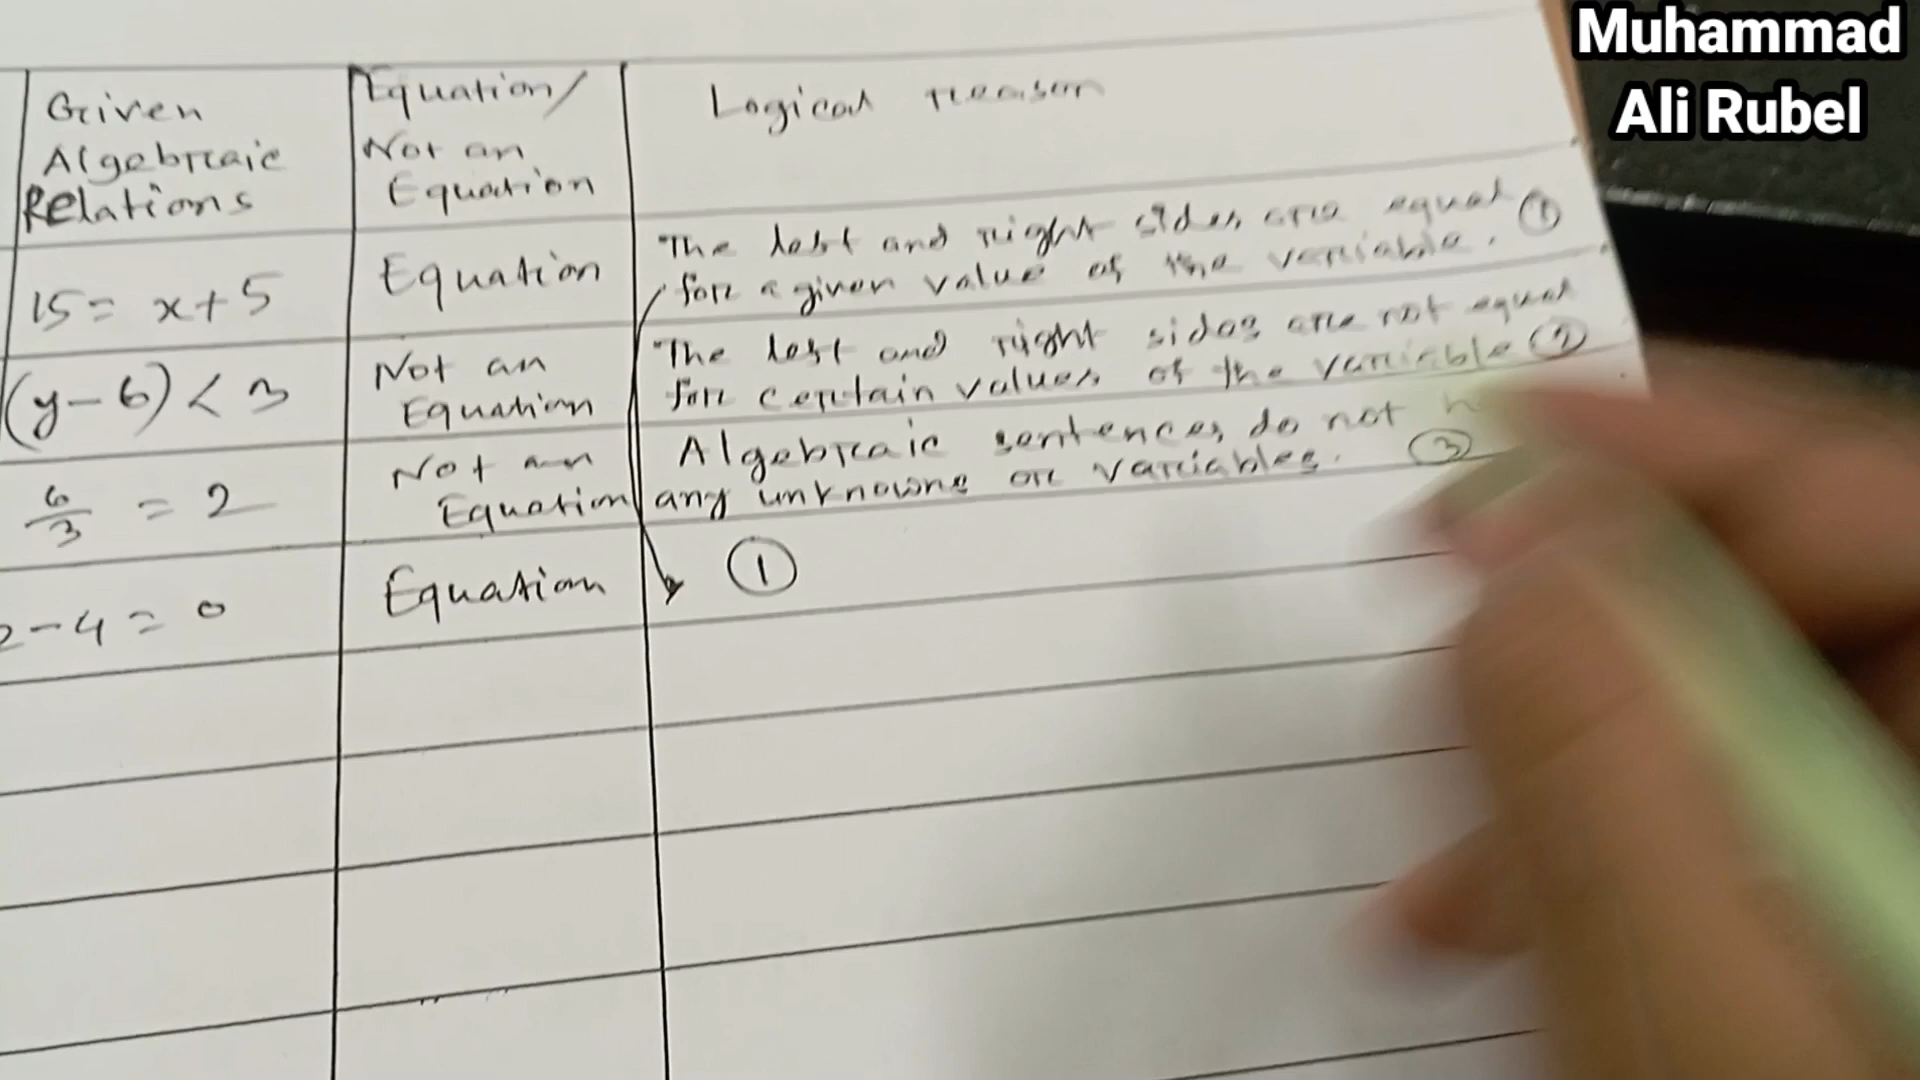 Muhammad
Ali Rubel
Given
Algebraic
Relations
Equation/
Not an
Equation
Logical reason
15 = x + 5
Equation
The left and right sides are equal
for a given value of the variable. ①
(y-6) < 3
Not an
Equation
The left and right sides are not equal
for certain values of the variable ②
6/3 = 2
Not an
Equation
Algebraic sentences do not
any unknowns or variables. ③
2-4 = 0
Equation
①